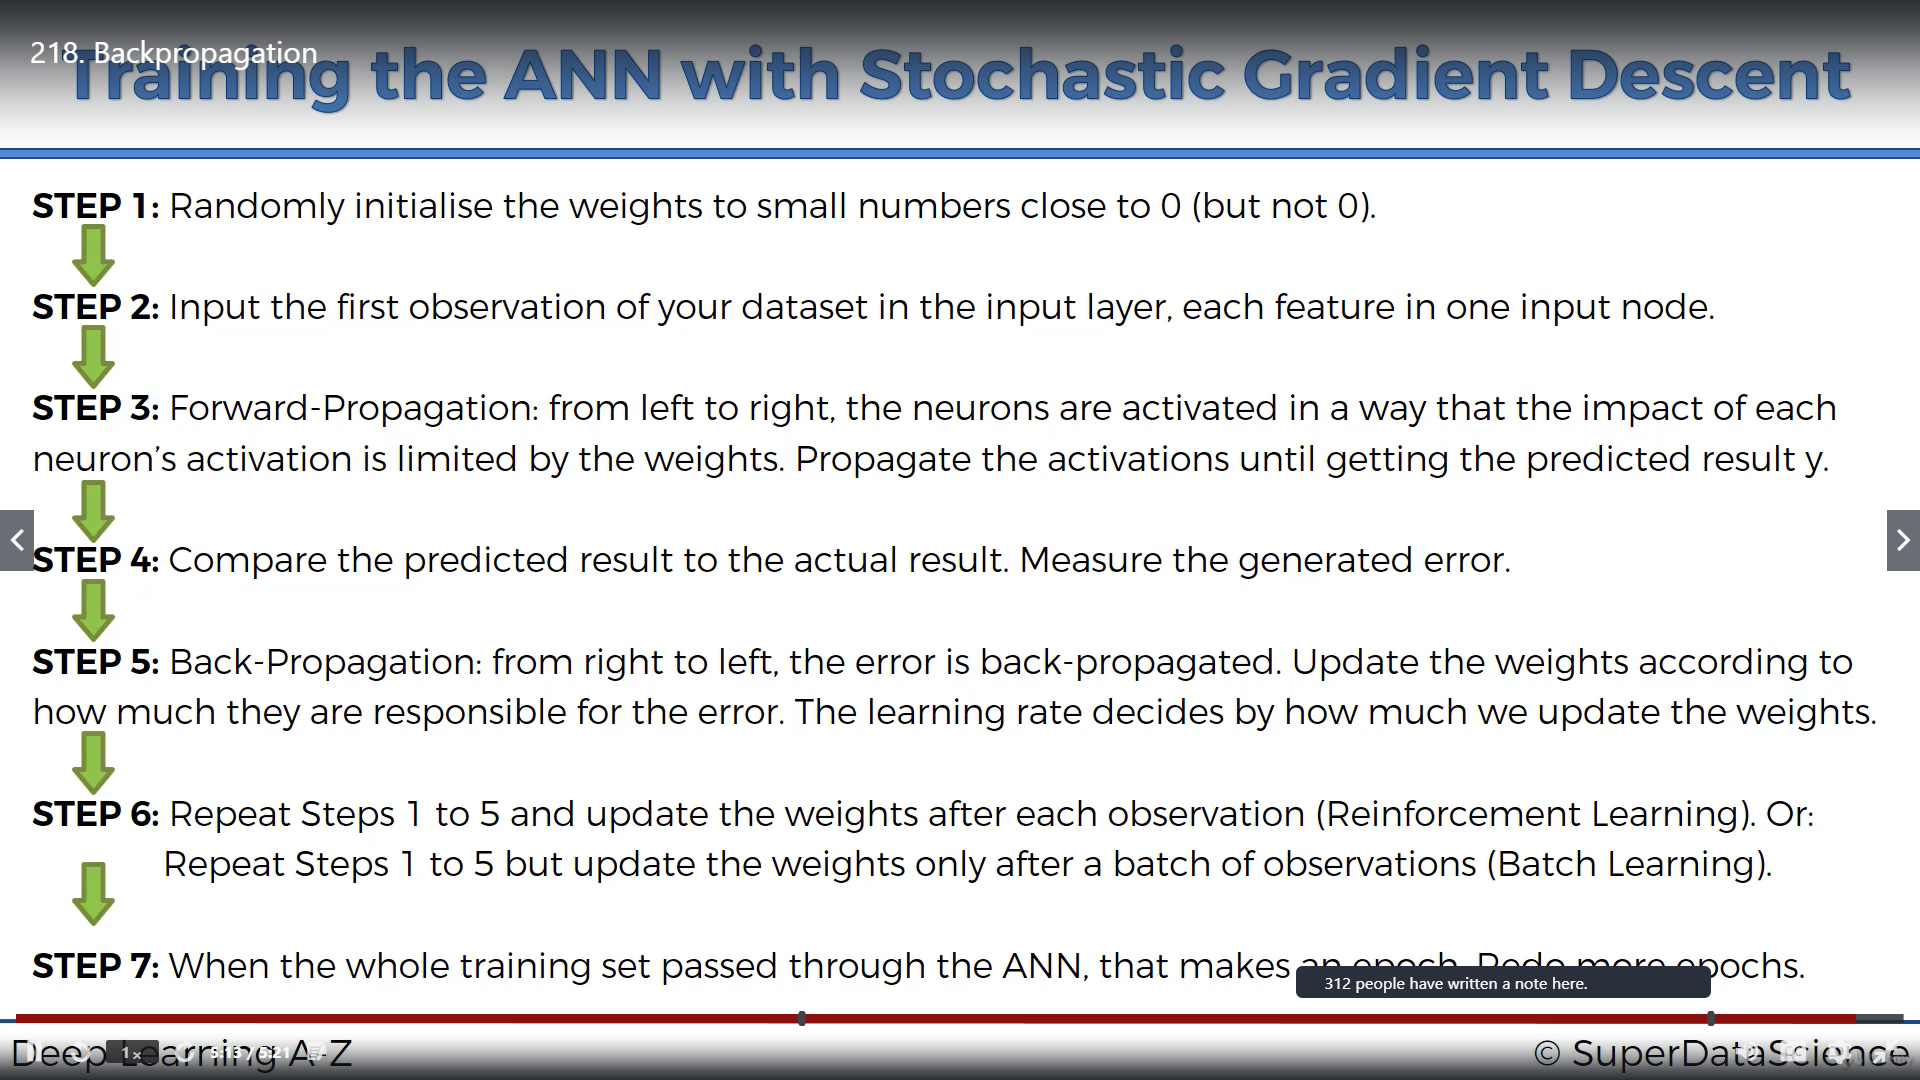 218. Backpropagation
Training the ANN with Stochastic Gradient Descent
STEP 1: Randomly initialise the weights to small numbers close to 0 (but not 0).
STEP 2: Input the first observation of your dataset in the input layer, each feature in one input node.
STEP 3: Forward-Propagation: from left to right, the neurons are activated in a way that the impact of each
neuron's activation is limited by the weights. Propagate the activations until getting the predicted result y.
STEP 4: Compare the predicted result to the actual result. Measure the generated error.
STEP 5: Back-Propagation: from right to left, the error is back-propagated. Update the weights according to
how much they are responsible for the error. The learning rate decides by how much we update the weights.
STEP 6: Repeat Steps 1 to 5 and update the weights after each observation (Reinforcement Learning). Or:
Repeat Steps 1 to 5 but update the weights only after a batch of observations (Batch Learning).
STEP 7: When the whole training set passed through the ANN, that makes an epoch. Redo more epochs.
312 people have written a note here.
Deep Learning A-Z
1x
5:13 / 5:21
© SuperDataScience